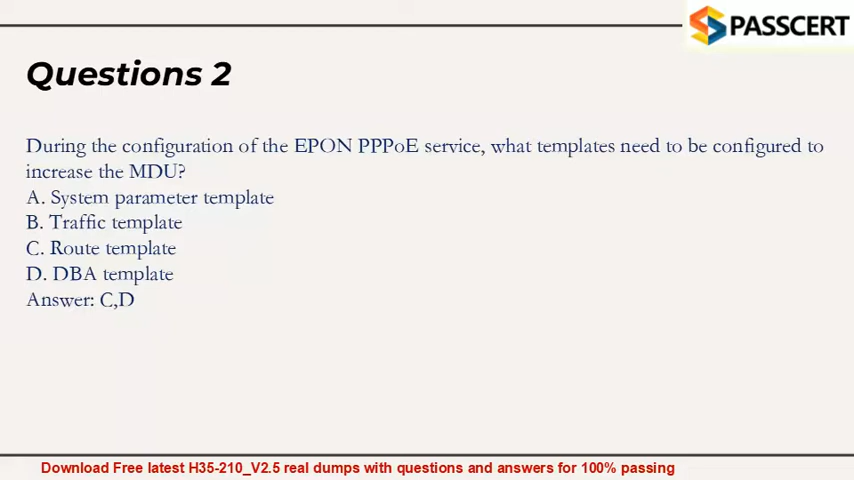 PASSCERT
Questions 2
During the configuration of the EPON PPPoE service, what templates need to be configured to
increase the MDU?
A. System parameter template
B. Traffic template
C. Route template
D. DBA template
Answer: C,D
Download Free latest H35-210_V2.5 real dumps with questions and answers for 100% passing